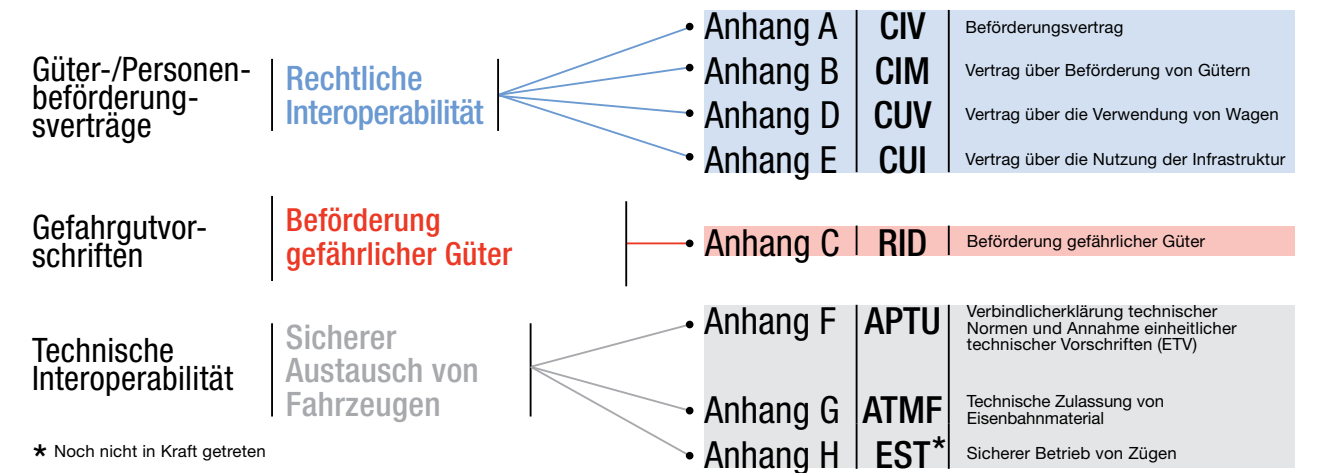 Güter-/Personen-
beförderung-
sverträge
Rechtliche
Interoperabilität
Anhang A CIV Beförderungsvertrag
Anhang B CIM Vertrag über Beförderung von Gütern
Anhang D CUV Vertrag über die Verwendung von Wagen
Anhang E CUI Vertrag über die Nutzung der Infrastruktur
Gefahrgutvor-
schriften
Beförderung
gefährlicher Güter
Anhang C RID Beförderung gefährlicher Güter
Technische
Interoperabilität
Sicherer
Austausch von
Fahrzeugen
Anhang F APTU
Verbindlicherklärung technischer
Normen und Annahme einheitlicher
technischer Vorschriften (ETV)
Anhang G ATMF
Technische Zulassung von
Eisenbahnmaterial
Anhang H EST* Sicherer Betrieb von Zügen
* Noch nicht in Kraft getreten